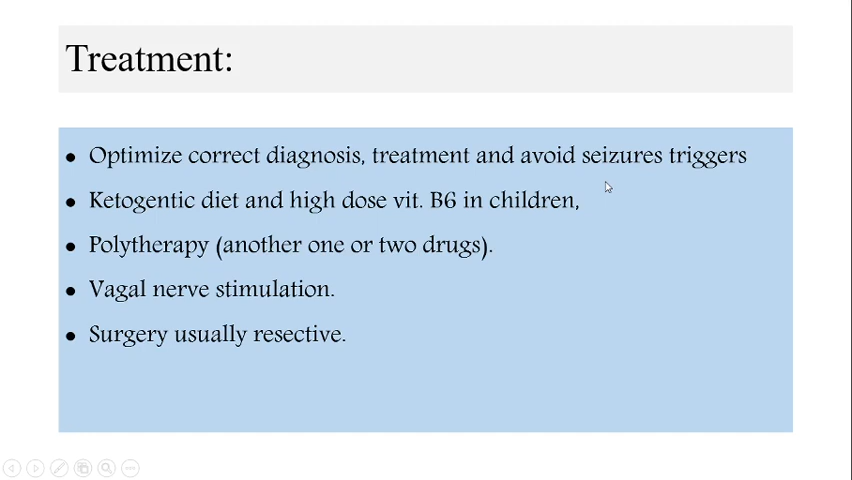 Treatment:
• Optimize correct diagnosis, treatment and avoid seizures triggers
• Ketogentic diet and high dose vit. B6 in children,
• Polytherapy (another one or two drugs).
• Vagal nerve stimulation.
• Surgery usually resective.